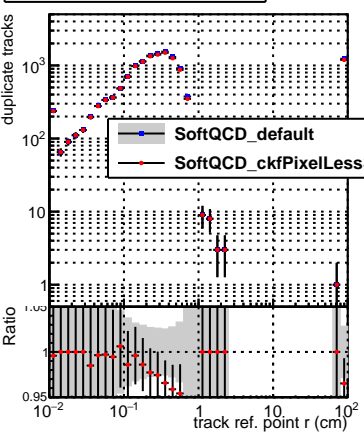 duplicate tracks
10³
10²
10
1
SoftQCD_default
SoftQCD_ckfPixelLess
Ratio
1.05
1
0.95
10⁻² 10⁻¹ 1 10 10²
track ref. point r (cm)